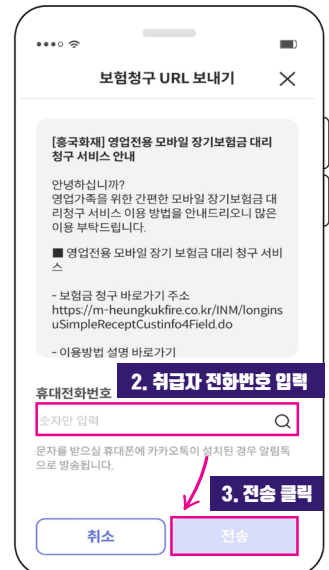 보험청구 URL 보내기
[흥국화재] 영업전용 모바일 장기보험금 대리
청구 서비스 안내
안녕하십니까?
영업가족을 위한 간편한 모바일 장기보험금 대
리청구 서비스 이용 방법을 안내드리오니 많은
이용 부탁드립니다.
■ 영업전용 모바일 장기 보험금 대리 청구 서비
스
- 보험금 청구 바로가기 주소
https://m-heungkukfire.co.kr/INM/longins
uSimpleReceptCustinfo4Field.do
- 이용방법 설명 바로가기
2. 취급자 전화번호 입력
휴대전화번호
숫자만 입력
문자를 받으실 휴대폰에 카카오톡이 설치된 경우 알림톡
으로 발송됩니다.
3. 전송 클릭
취소
전송